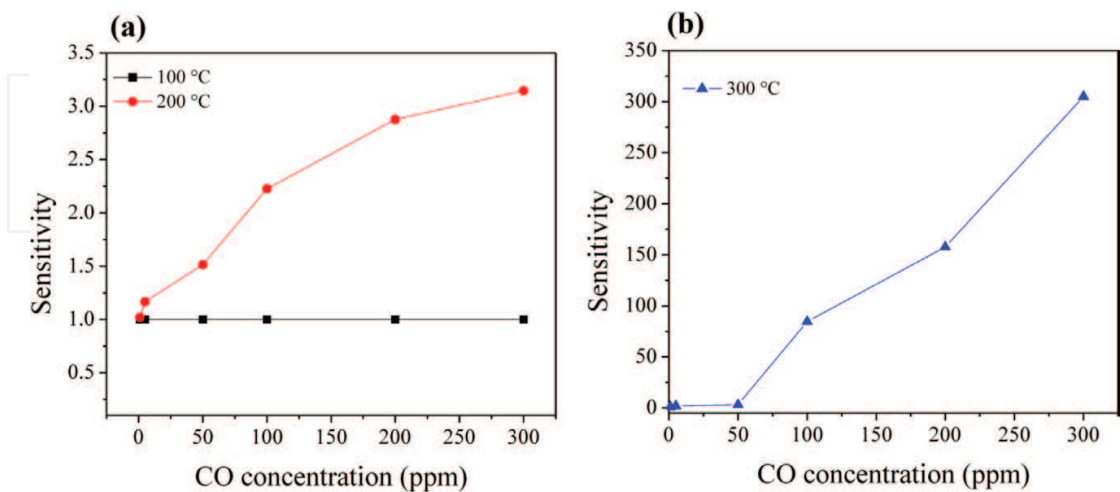 (a)
3.5
3.0
2.5
2.0
1.5
1.0
0.5
Sensitivity
100 °C
200 °C
0 50 100 150 200 250 300
CO concentration (ppm)
(b)
350
300
250
200
150
100
50
0
Sensitivity
300 °C
0 50 100 150 200 250 300
CO concentration (ppm)